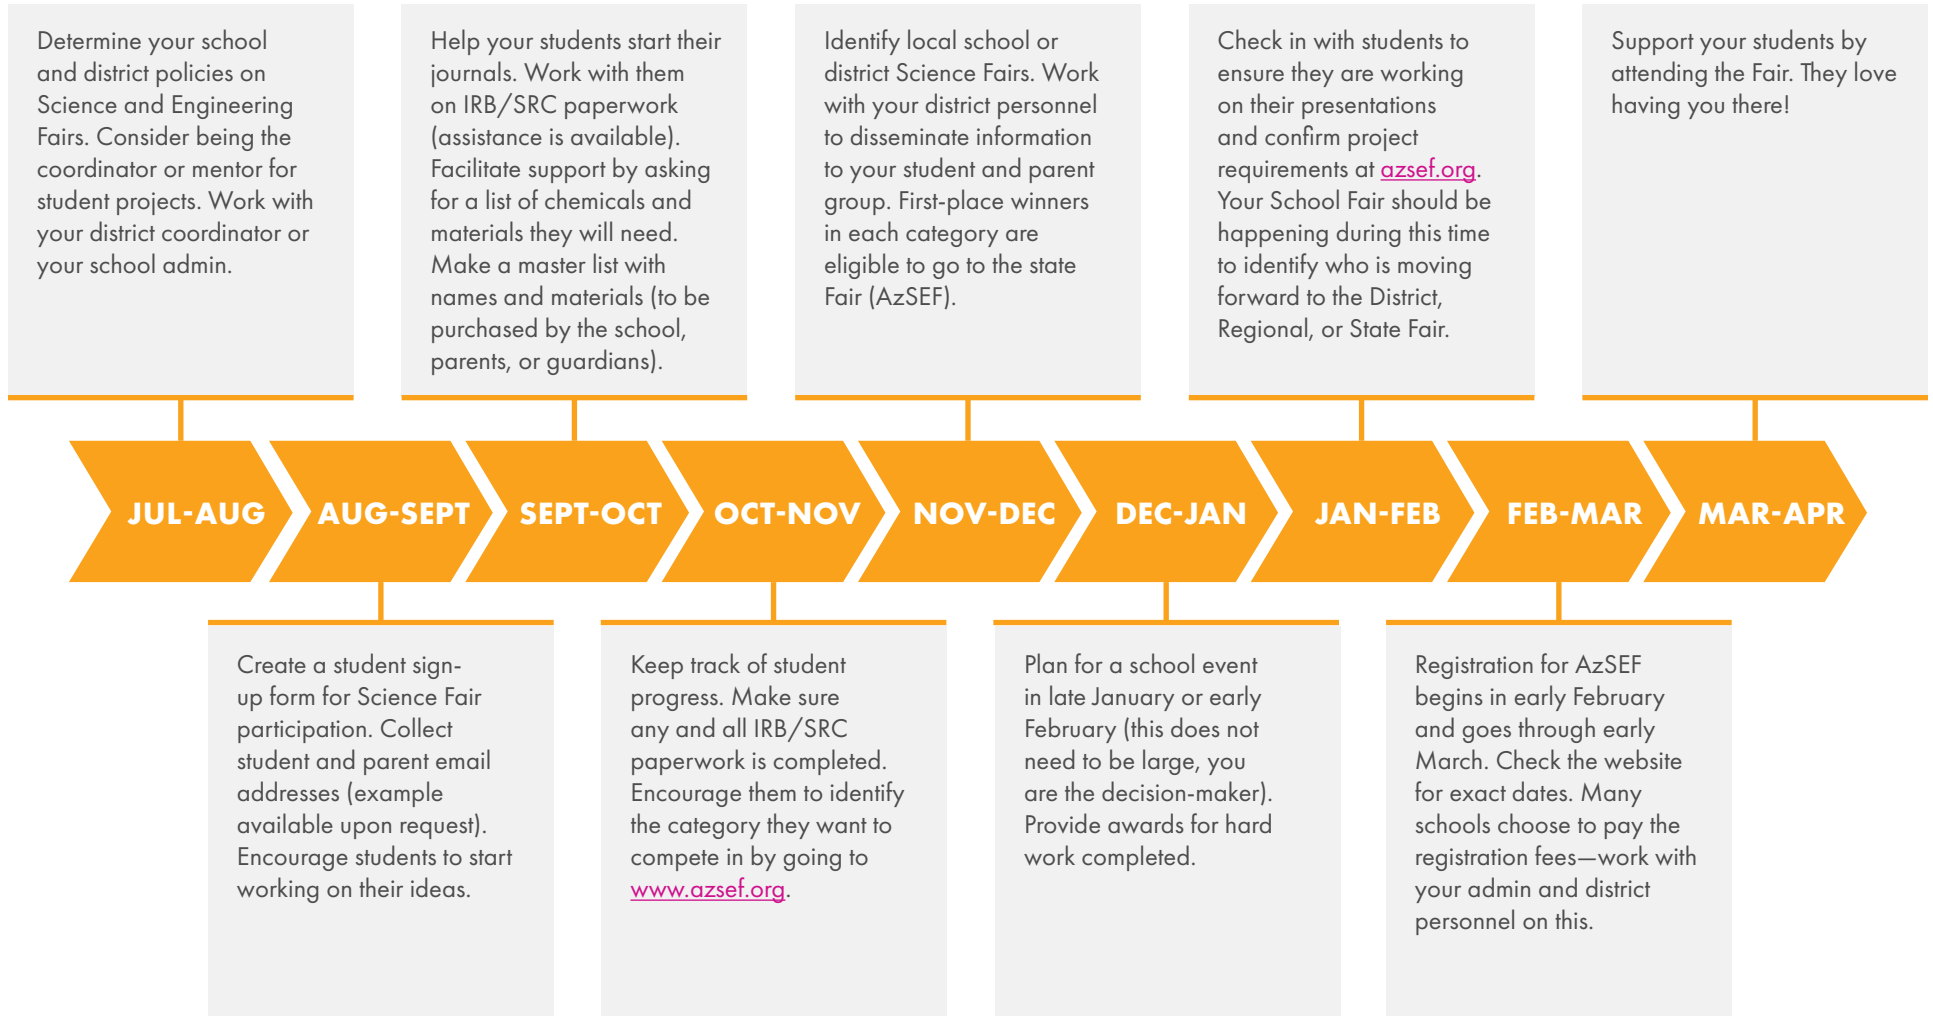 Determine your school
and district policies on
Science and Engineering
Fairs. Consider being the
coordinator or mentor for
student projects. Work with
your district coordinator or
your school admin.
Help your students start their
journals. Work with them
on IRB/SRC paperwork
(assistance is available).
Facilitate support by asking
for a list of chemicals and
materials they will need.
Make a master list with
names and materials (to be
purchased by the school,
parents, or guardians).
Identify local school or
district Science Fairs. Work
with your district personnel
to disseminate information
to your student and parent
group. First-place winners
in each category are
eligible to go to the state
Fair (AzSEF).
Check in with students to
ensure they are working
on their presentations
and confirm project
requirements at azsef.org.
Your School Fair should be
happening during this time
to identify who is moving
forward to the District,
Regional, or State Fair.
Support your students by
attending the Fair. They love
having you there!
JUL-AUG
AUG-SEPT
SEPT-OCT
OCT-NOV
NOV-DEC
DEC-JAN
JAN-FEB
FEB-MAR
MAR-APR
Create a student sign-
up form for Science Fair
participation. Collect
student and parent email
addresses (example
available upon request).
Encourage students to start
working on their ideas.
Keep track of student
progress. Make sure
any and all IRB/SRC
paperwork is completed.
Encourage them to identify
the category they want to
compete in by going to
www.azsef.org.
Plan for a school event
in late January or early
February (this does not
need to be large, you
are the decision-maker).
Provide awards for hard
work completed.
Registration for AzSEF
begins in early February
and goes through early
March. Check the website
for exact dates. Many
schools choose to pay the
registration fees—work with
your admin and district
personnel on this.